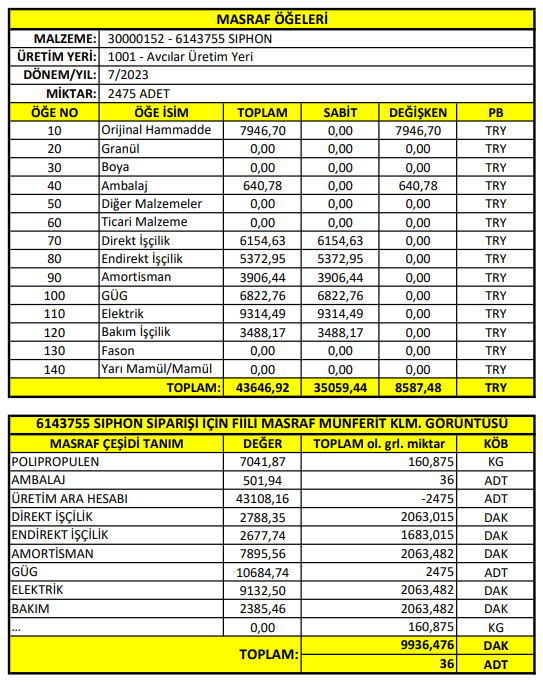 MASRAF ÖĞELERİ
MALZEME: 30000152 - 6143755 SIPHON
ÜRETİM YERİ: 1001 - Avcılar Üretim Yeri
DÖNEM/YIL: 7/2023
MİKTAR: 2475 ADET
ÖĞE NO ÖĞE İSİM TOPLAM SABİT DEĞİŞKEN PB
10 Orijinal Hammadde 7946,70 0,00 7946,70 TRY
20 Granül 0,00 0,00 0,00 TRY
30 Boya 0,00 0,00 0,00 TRY
40 Ambalaj 640,78 0,00 640,78 TRY
50 Diğer Malzemeler 0,00 0,00 0,00 TRY
60 Ticari Malzeme 0,00 0,00 0,00 TRY
70 Direkt İşçilik 6154,63 6154,63 0,00 TRY
80 Endirekt İşçilik 5372,95 5372,95 0,00 TRY
90 Amortisman 3906,44 3906,44 0,00 TRY
100 GÜG 6822,76 6822,76 0,00 TRY
110 Elektrik 9314,49 9314,49 0,00 TRY
120 Bakım İşçilik 3488,17 3488,17 0,00 TRY
130 Fason 0,00 0,00 0,00 TRY
140 Yarı Mamül/Mamül 0,00 0,00 0,00 TRY
TOPLAM: 43646,92 35059,44 8587,48 TRY
6143755 SIPHON SİPARİŞİ İÇİN FİİLİ MASRAF MÜNFERİT KLM. GÖRÜNTÜSÜ
MASRAF ÇEŞİDİ TANIM DEĞER TOPLAM ol. grl. miktar KÖB
POLIPROPULEN 7041,87 160,875 KG
AMBALAJ 501,94 36 ADT
ÜRETİM ARA HESABI 43108,16 -2475 ADT
DİREKT İŞÇİLİK 2788,35 2063,015 DAK
ENDİREKT İŞÇİLİK 2677,74 1683,015 DAK
AMORTİSMAN 7895,56 2063,482 DAK
GÜG 10684,74 2475 ADT
ELEKTRİK 9132,50 2063,482 DAK
BAKIM 2385,46 2063,482 DAK
... 0,00 160,875 KG
TOPLAM: 9936,476 DAK
36 ADT